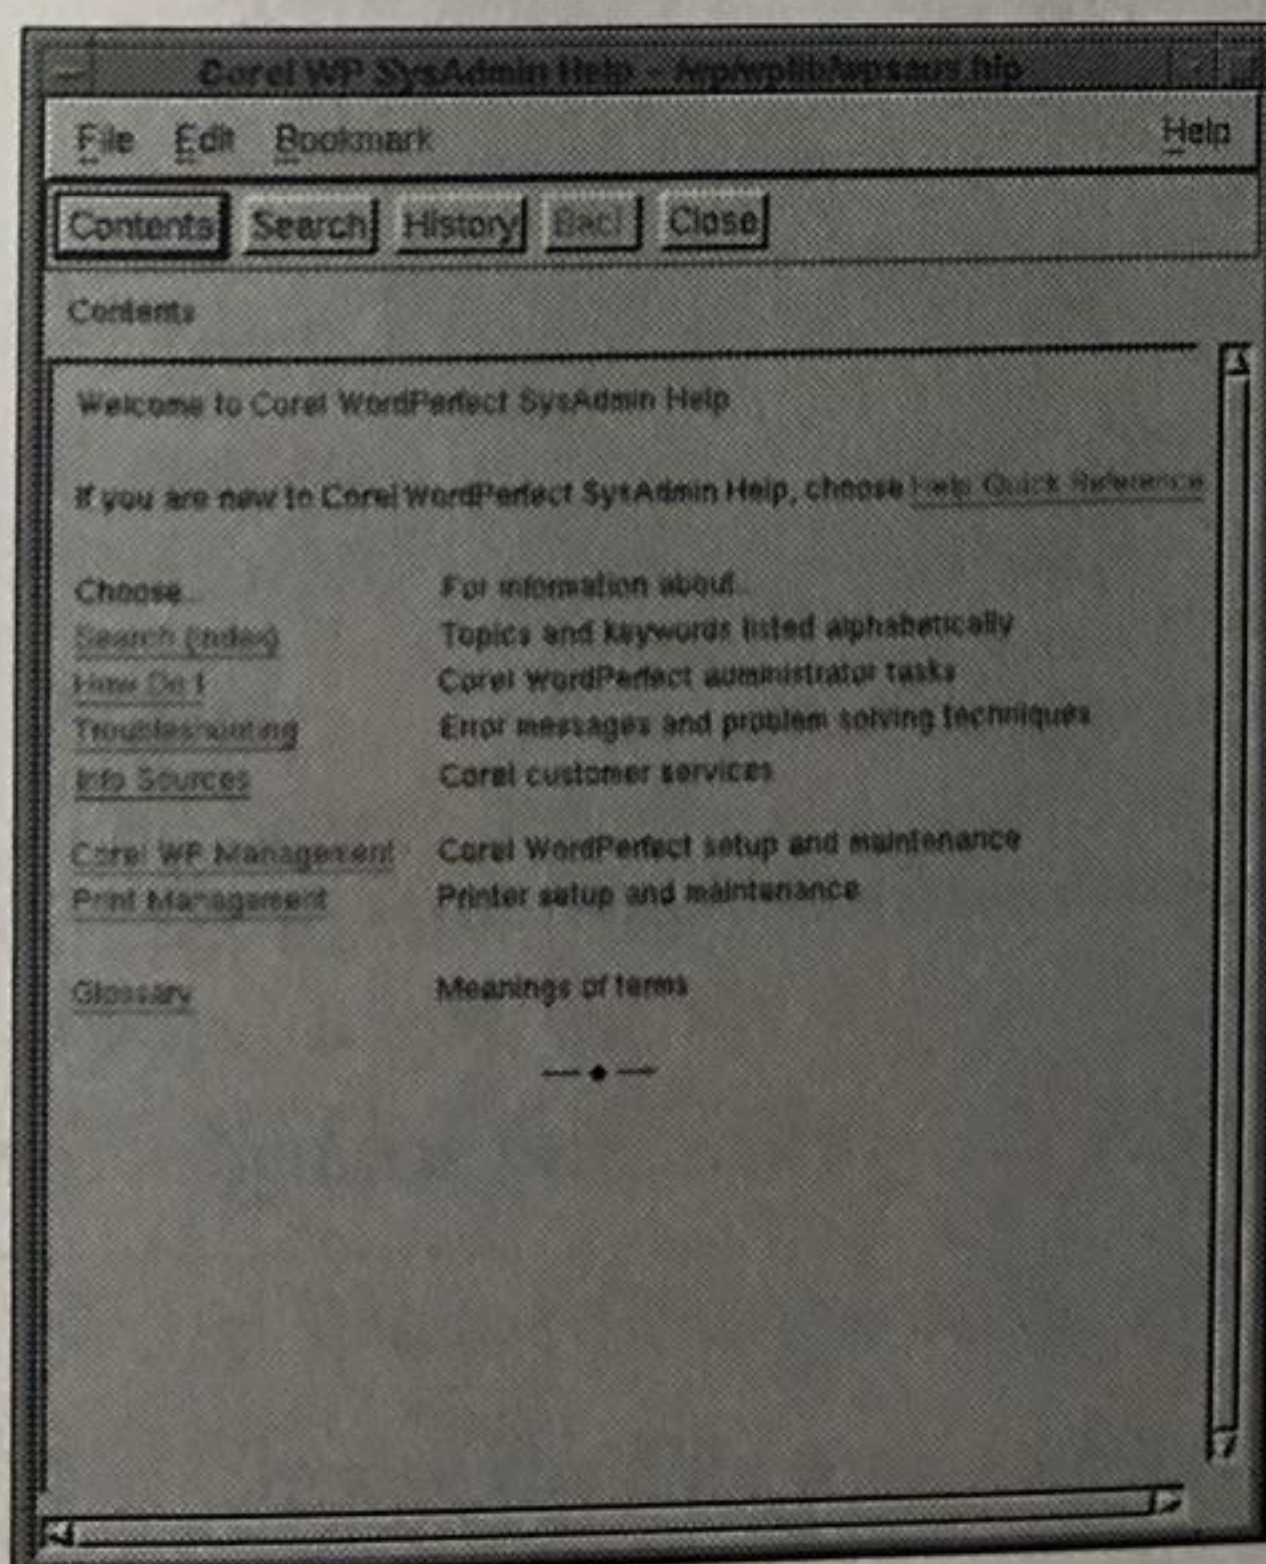 Corel WP SysAdmin Help - /wp/wplib/wpsaus.hlp
File Edit Bookmark Help
Contents Search History Back Close
Contents
Welcome to Corel WordPerfect SysAdmin Help
If you are new to Corel WordPerfect SysAdmin Help, choose Help Quick Reference
Choose... For information about...
Search (Index) Topics and keywords listed alphabetically
How Do I Corel WordPerfect administrator tasks
Troubleshooting Error messages and problem solving techniques
Info Sources Corel customer services
Corel WP Management Corel WordPerfect setup and maintenance
Print Management Printer setup and maintenance
Glossary Meanings of terms